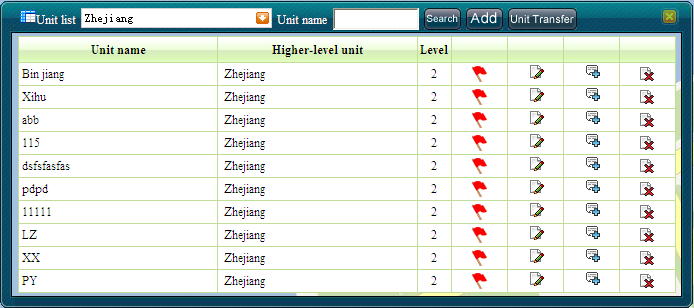 Unit list Zhejiang Unit name Search Add Unit Transfer
Unit name Higher-level unit Level
Binjiang Zhejiang 2
Xihu Zhejiang 2
abb Zhejiang 2
115 Zhejiang 2
dsfsfasfas Zhejiang 2
pdpd Zhejiang 2
11111 Zhejiang 2
LZ Zhejiang 2
XX Zhejiang 2
PY Zhejiang 2